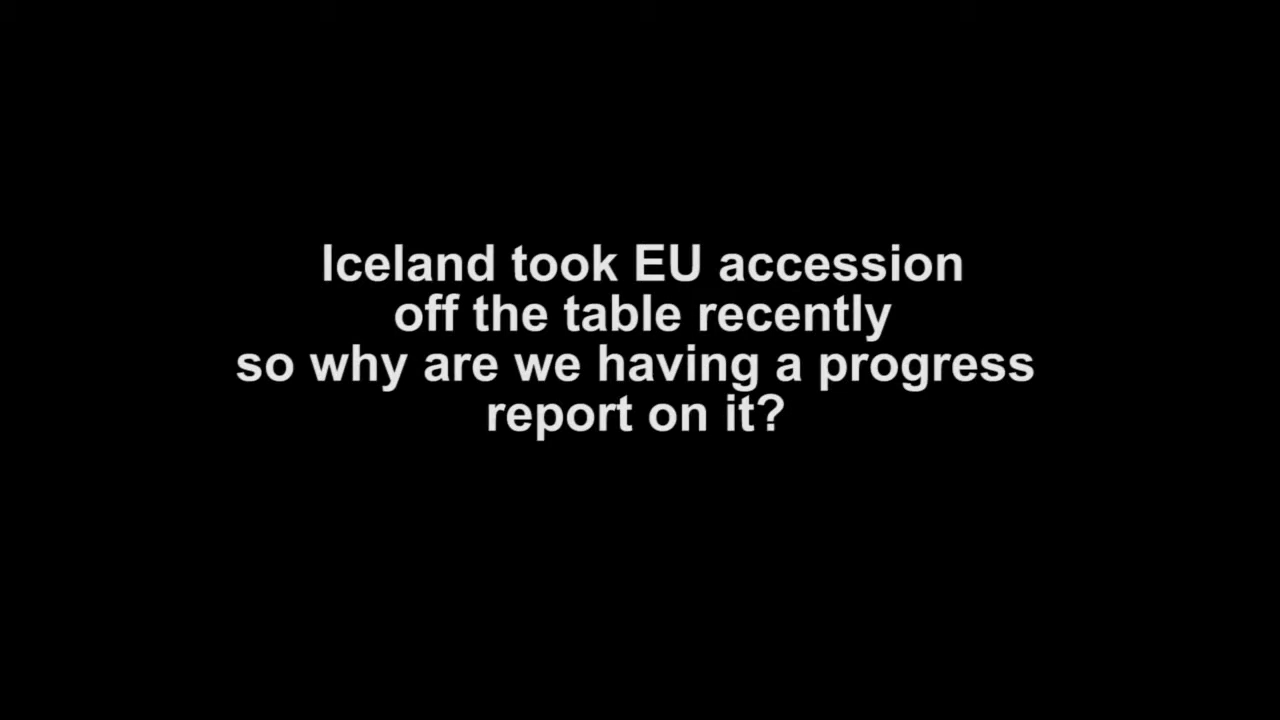 Iceland took EU accession
off the table recently
so why are we having a progress
report on it?